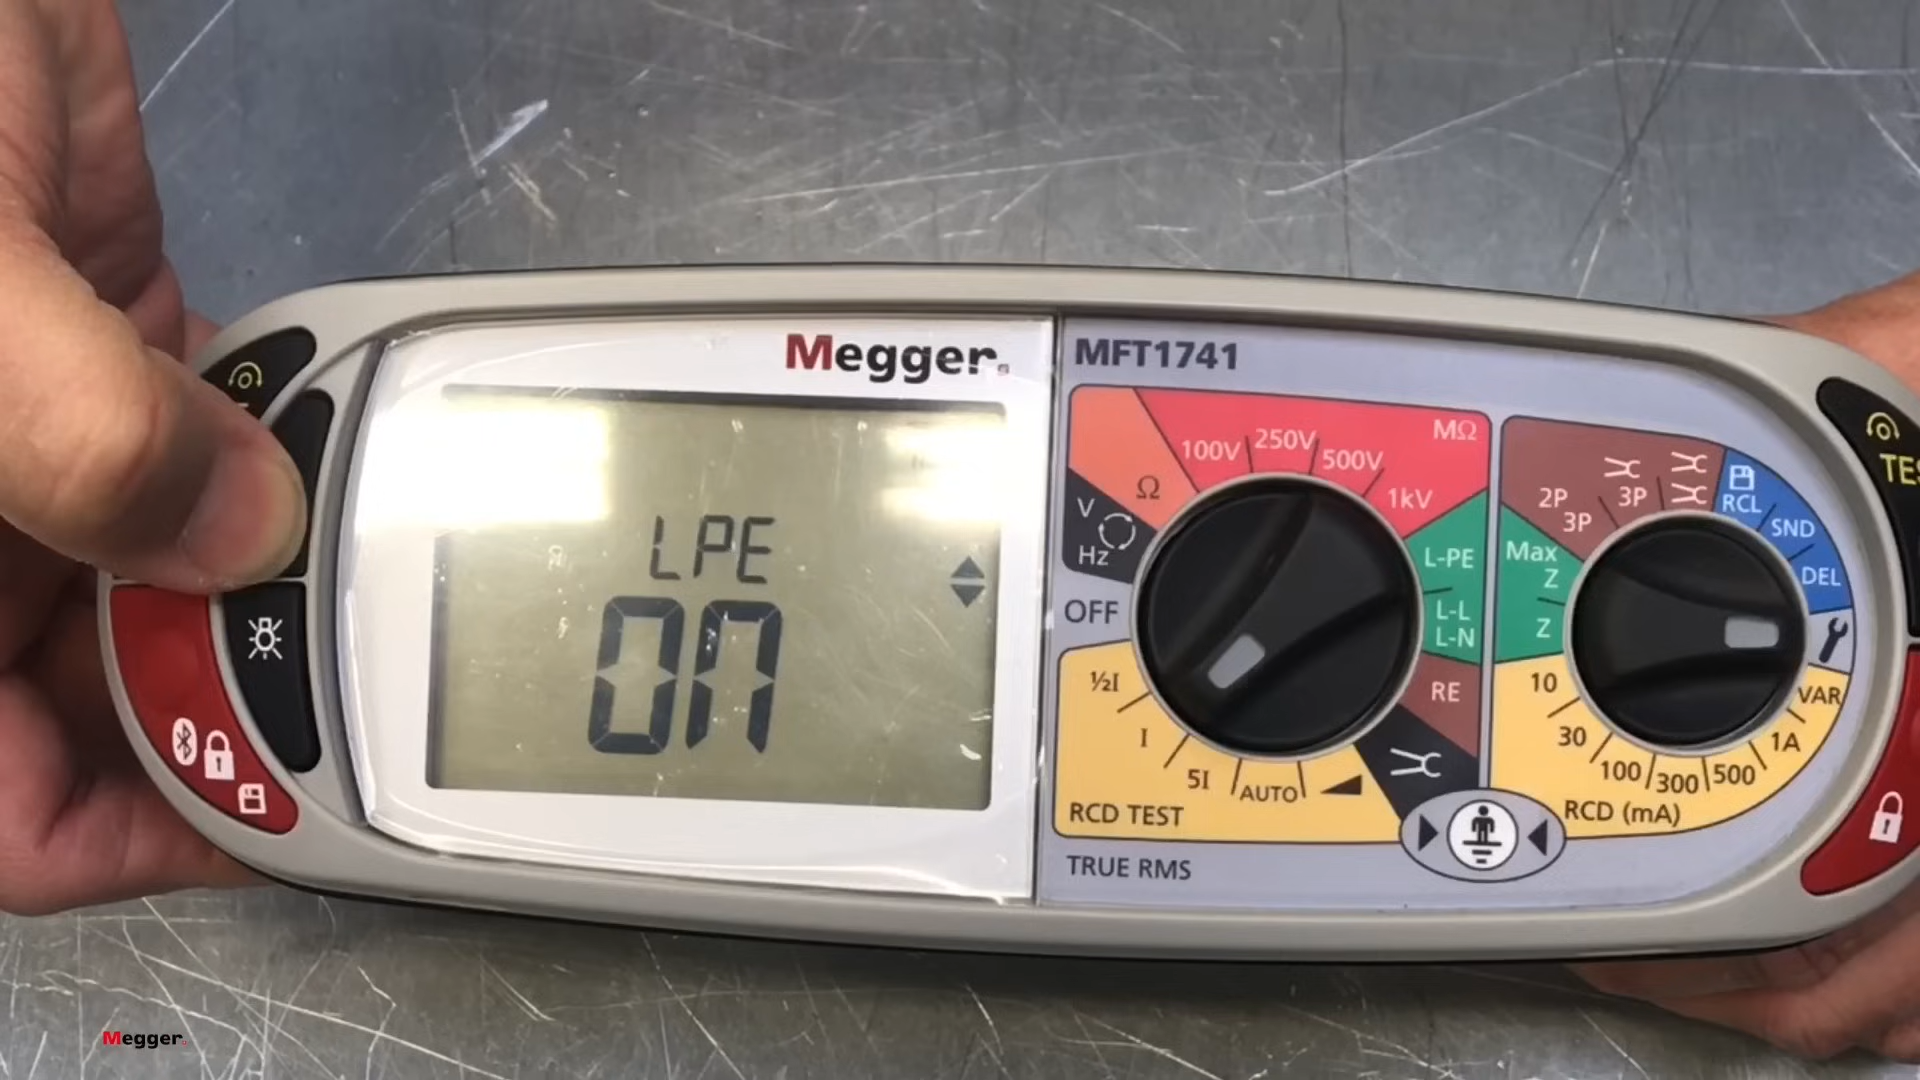 Megger.
LPE
ON
MFT1741
MΩ
100V
250V
500V
1kV
Ω
V
Hz
OFF
L-PE
L-L
L-N
RE
½I
I
5I
AUTO
RCD TEST
TRUE RMS
2P
3P
3P
Max
Z
Z
RCL
SND
DEL
10
30
100
300
500
1A
VAR
RCD (mA)
Megger.